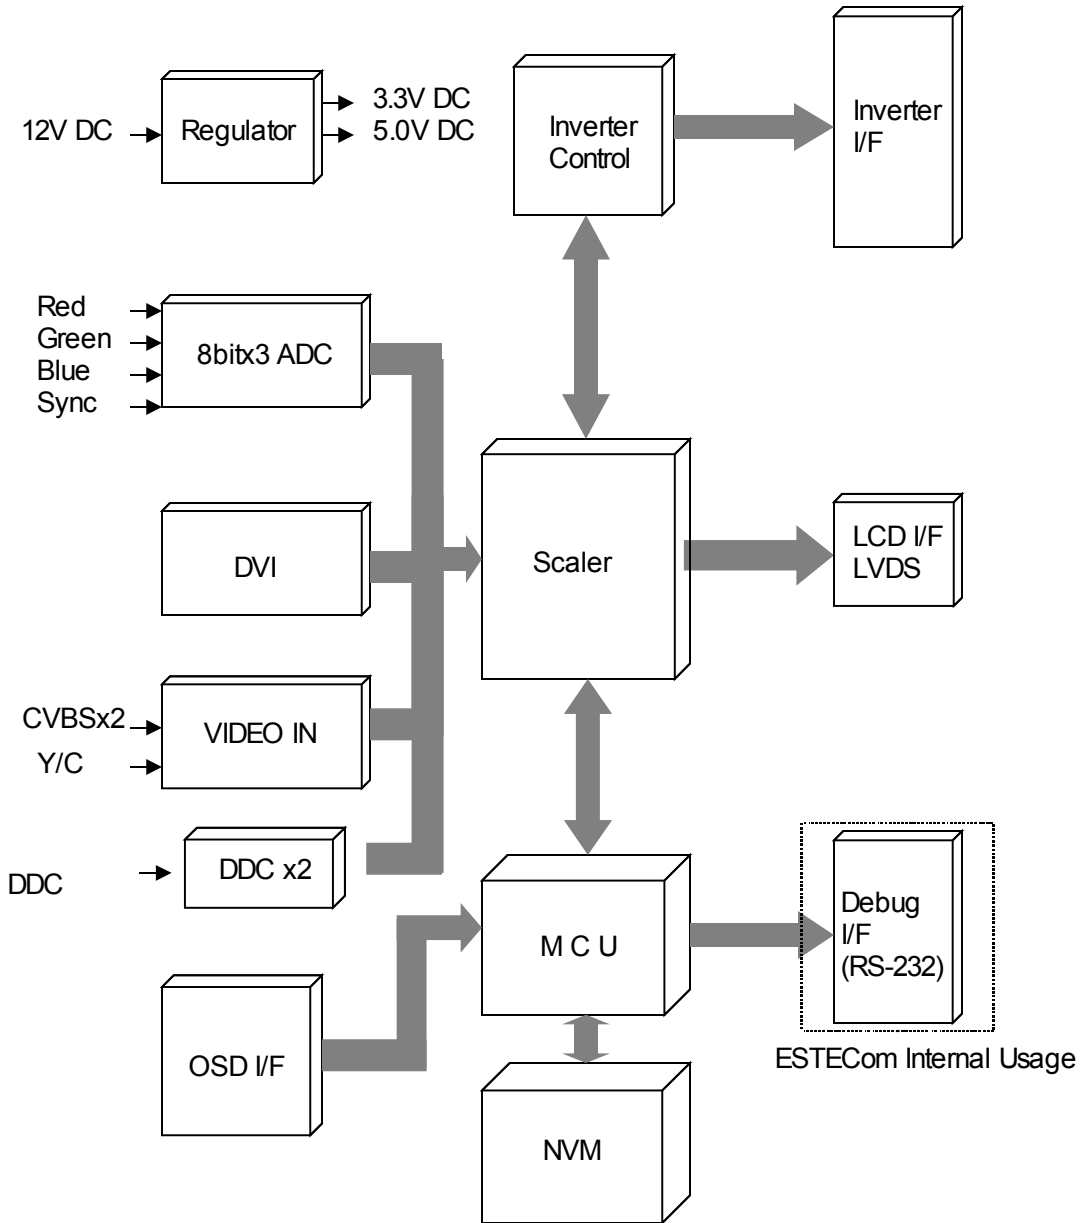 12V DC
Regulator
3.3V DC
5.0V DC
Inverter
Control
Inverter
I/F
Red
Green
Blue
Sync
8bitx3 ADC
DVI
Scaler
LCD I/F
LVDS
CVBSx2
Y/C
VIDEO IN
DDC
DDC x2
M C U
Debug
I/F
(RS-232)
ESTECom Internal Usage
OSD I/F
NVM